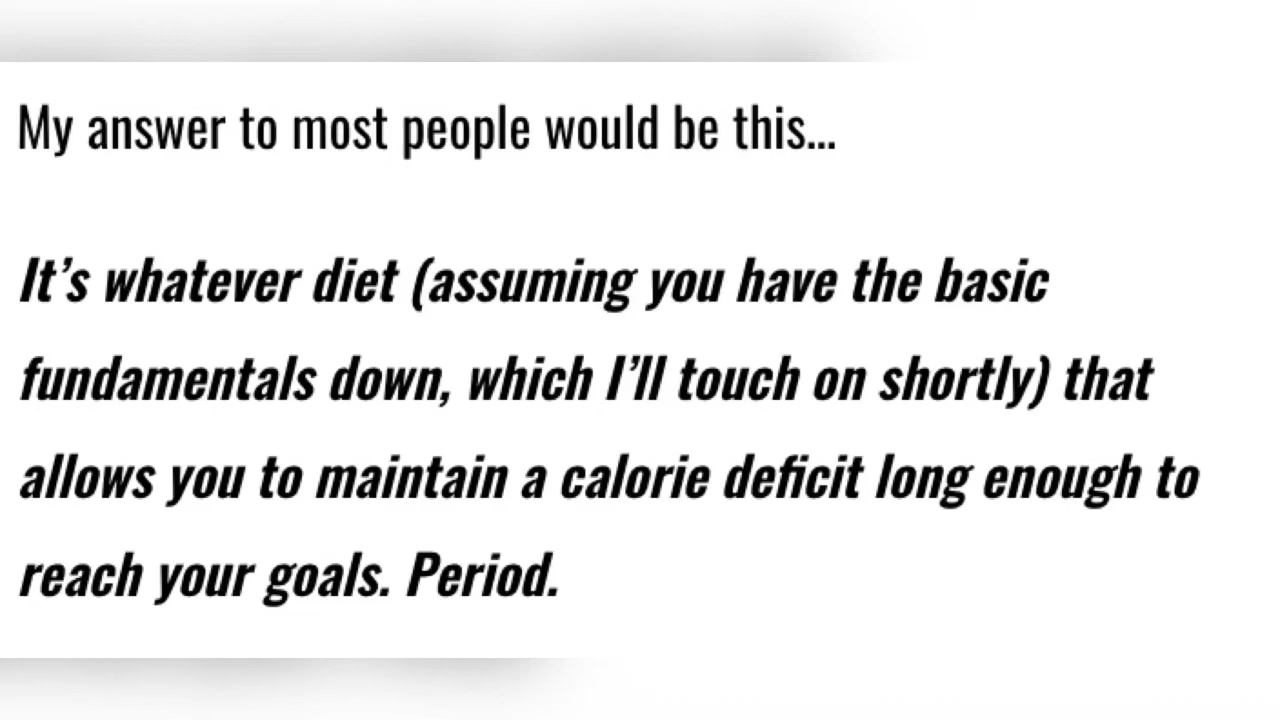 My answer to most people would be this...
It’s whatever diet (assuming you have the basic
fundamentals down, which I’ll touch on shortly) that
allows you to maintain a calorie deficit long enough to
reach your goals. Period.